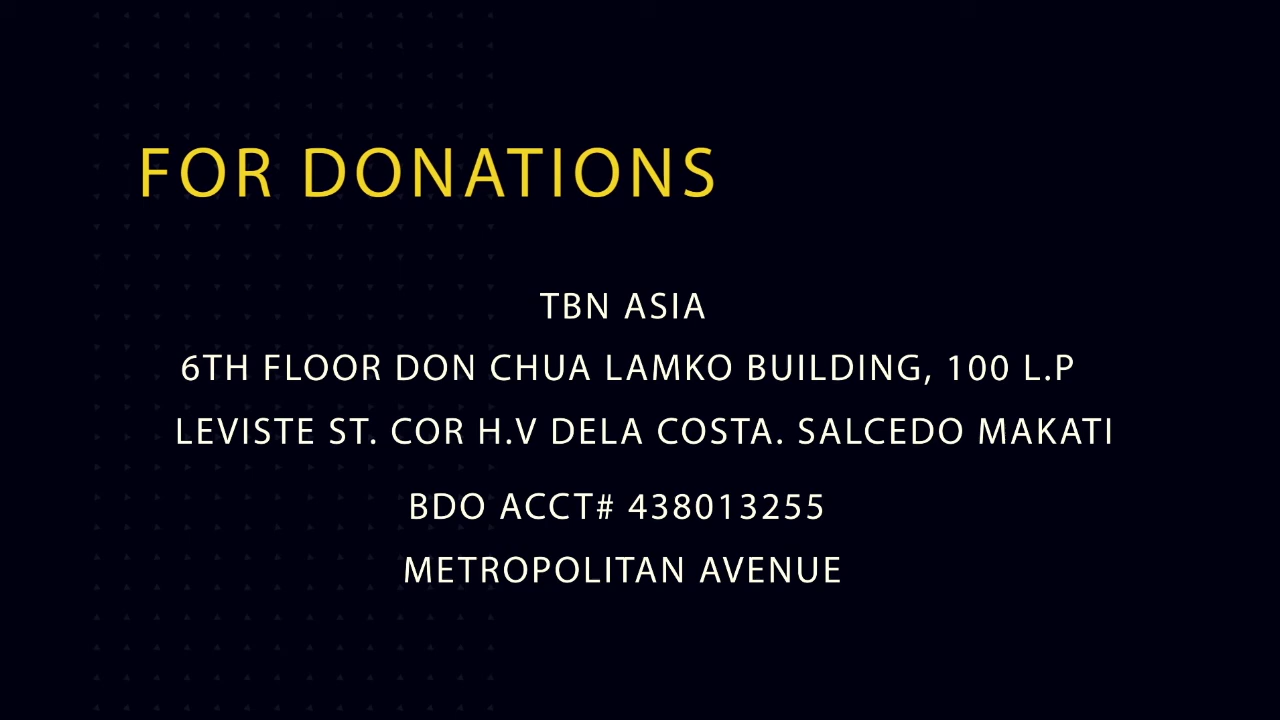 FOR DONATIONS
TBN ASIA
6TH FLOOR DON CHUA LAMKO BUILDING, 100 L.P
LEVISTE ST. COR H.V DELA COSTA. SALCEDO MAKATI
BDO ACCT# 438013255
METROPOLITAN AVENUE